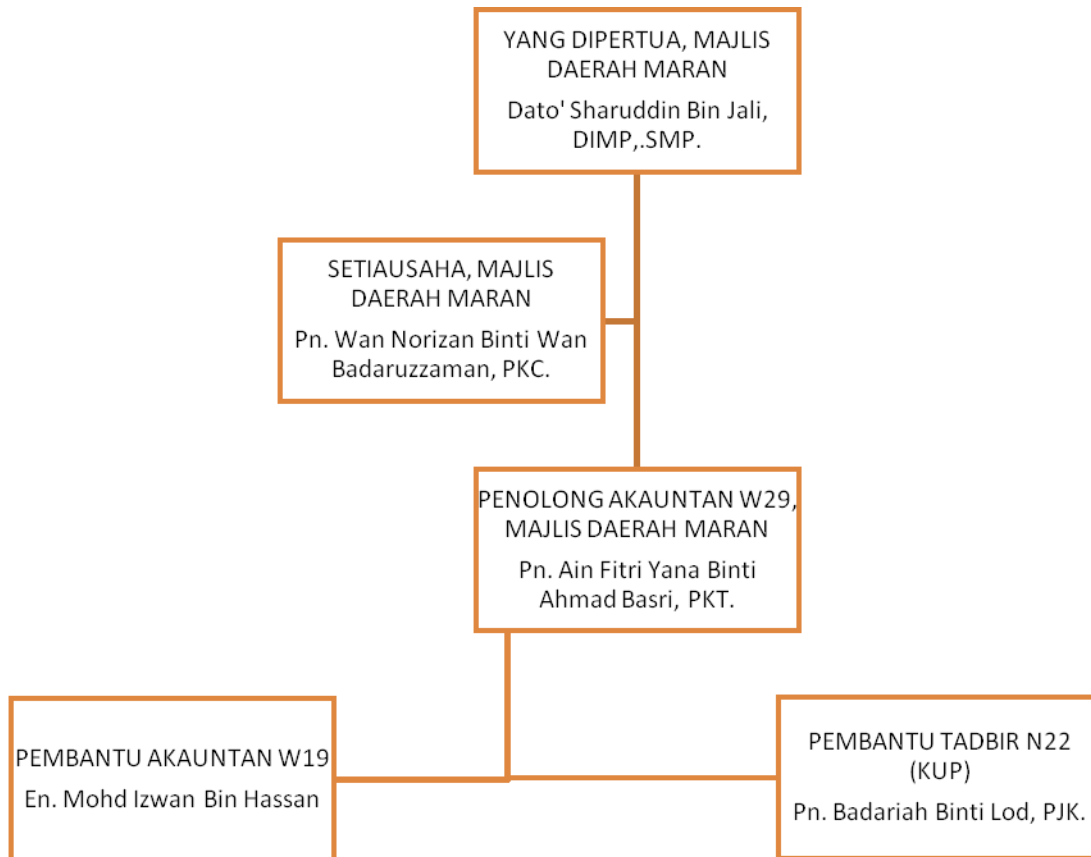 YANG DIPERTUA, MAJLIS
DAERAH MARAN
Dato' Sharuddin Bin Jali,
DIMP,.SMP.
SETIAUSAHA, MAJLIS
DAERAH MARAN
Pn. Wan Norizan Binti Wan
Badaruzzaman, PKC.
PENOLONG AKAUNTAN W29,
MAJLIS DAERAH MARAN
Pn. Ain Fitri Yana Binti
Ahmad Basri, PKT.
PEMBANTU AKAUNTAN W19
En. Mohd Izwan Bin Hassan
PEMBANTU TADBIR N22
(KUP)
Pn. Badariah Binti Lod, PJK.